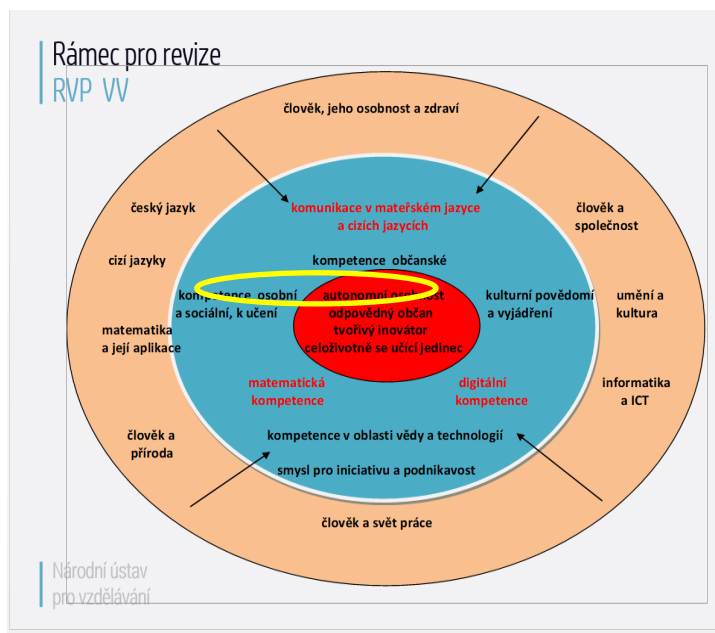 Rámec pro revize
RVP VV
člověk, jeho osobnost a zdraví
český jazyk
komunikace v mateřském jazyce
a cizích jazycích
člověk a
společnost
cizí jazyky
kompetence občanské
kompetence osobní
a sociální, k učení
autonomní osobnost
odpovědný občan
tvořivý inovátor
celoživotně se učící jedinec
kulturní povědomí
a vyjádření
umění a
kultura
matematika
a její aplikace
matematická
kompetence
digitální
kompetence
informatika
a ICT
člověk a
příroda
kompetence v oblasti vědy a technologií
smysl pro iniciativu a podnikavost
člověk a svět práce
Národní ústav
pro vzdělávání